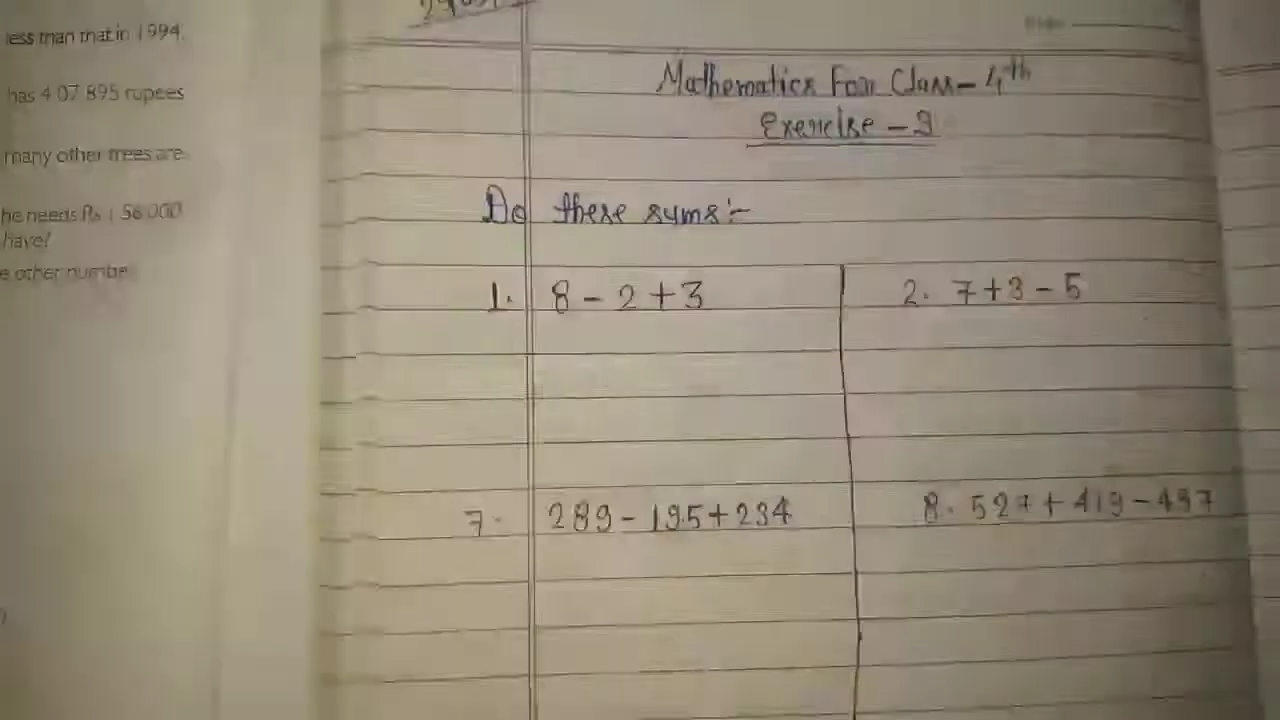 less than that in 1994.
has 4 07 895 rupees
many other trees are
he needs Rs 1 56 000
have?
e other number
Mathematics For Class - 4th
Exercise - 9
Do these sums :-
1. 8 - 2 + 3
2. 7 + 3 - 5
7. 289 - 195 + 234
8. 527 + 419 - 497